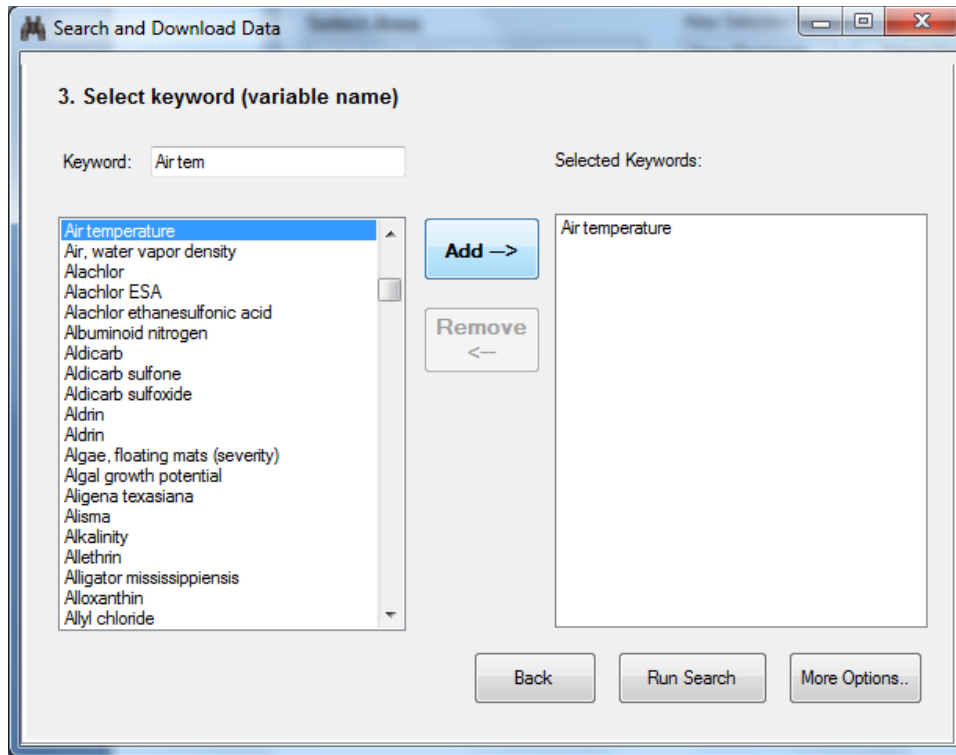 Search and Download Data
3. Select keyword (variable name)
Keyword: Air tem
Selected Keywords:
Air temperature
Air, water vapor density
Alachlor
Alachlor ESA
Alachlor ethanesulfonic acid
Albuminoid nitrogen
Aldicarb
Aldicarb sulfone
Aldicarb sulfoxide
Aldrin
Aldrin
Algae, floating mats (severity)
Algal growth potential
Aligena texasiana
Alisma
Alkalinity
Allethrin
Alligator mississippiensis
Alloxanthin
Allyl chloride
Add -->
Remove
<--
Air temperature
Back
Run Search
More Options..